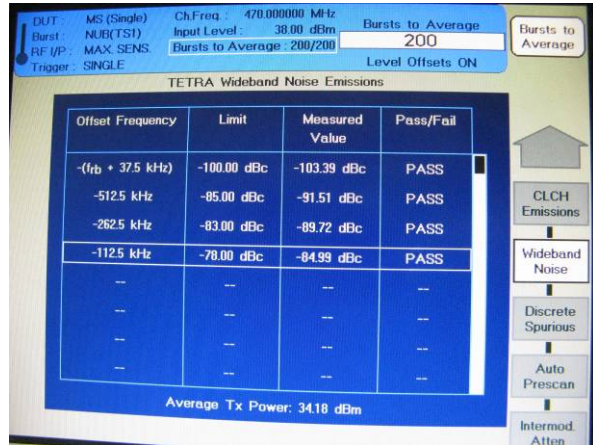 DUT : MS (Single) Ch.Freq. : 470.000000 MHz
Burst : NUB(TS1) Input Level : 38.00 dBm Bursts to Average
RF I/P : MAX. SENS. Bursts to Average : 200/200 200
Trigger : SINGLE Level Offsets ON
Bursts to
Average
TETRA Wideband Noise Emissions
Offset Frequency Limit Measured Value Pass/Fail
-(frb + 37.5 kHz) -100.00 dBc -103.39 dBc PASS
-512.5 kHz -85.00 dBc -91.51 dBc PASS
-262.5 kHz -83.00 dBc -89.72 dBc PASS
-112.5 kHz -78.00 dBc -84.99 dBc PASS
-- -- -- --
-- -- -- --
-- -- -- --
-- -- -- --
Average Tx Power: 34.18 dBm
CLCH
Emissions
Wideband
Noise
Discrete
Spurious
Auto
Prescan
Intermod.
Atten